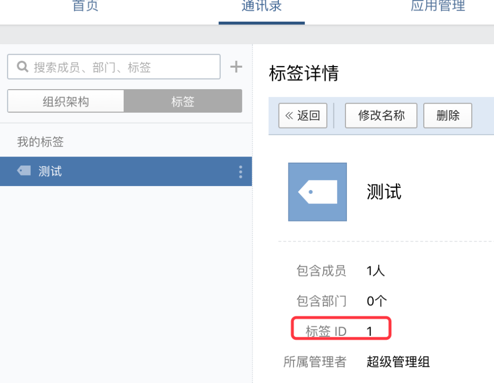 首页 通讯录 应用管理
搜索成员、部门、标签
组织架构 标签
我的标签
测试
标签详情
« 返回 修改名称 删除
测试
包含成员 1人
包含部门 0个
标签 ID 1
所属管理者 超级管理组